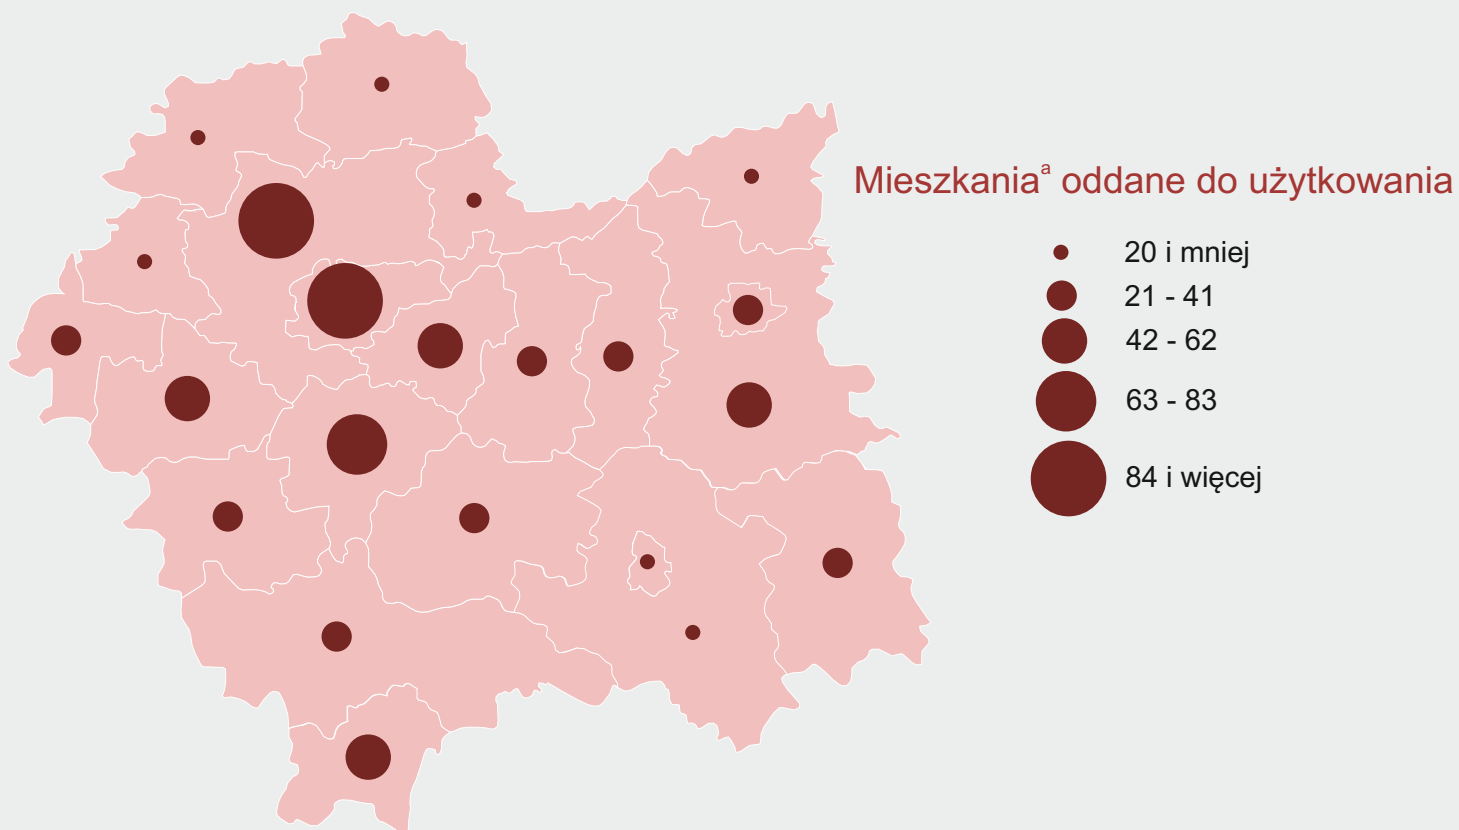 Mieszkaniaᵃ oddane do użytkowania
20 i mniej
21 - 41
42 - 62
63 - 83
84 i więcej